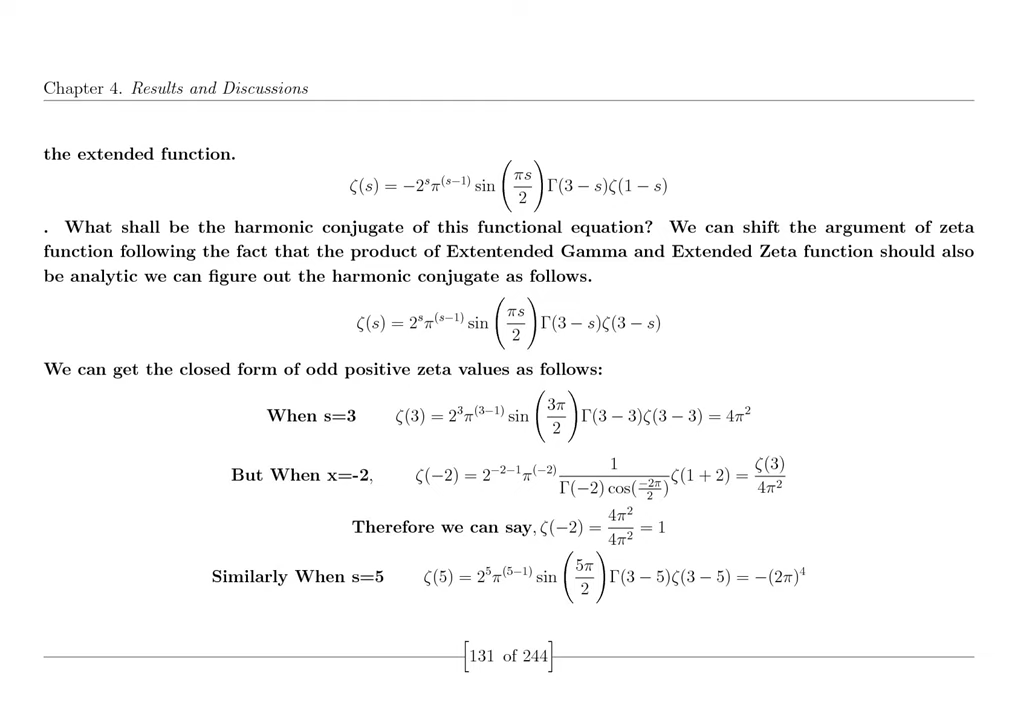 Chapter 4. Results and Discussions
the extended function.
ζ(s) = −2^s π^(s−1) sin(πs/2) Γ(3 − s)ζ(1 − s)
. What shall be the harmonic conjugate of this functional equation? We can shift the argument of zeta
function following the fact that the product of Extentended Gamma and Extended Zeta function should also
be analytic we can figure out the harmonic conjugate as follows.
ζ(s) = 2^s π^(s−1) sin(πs/2) Γ(3 − s)ζ(3 − s)
We can get the closed form of odd positive zeta values as follows:
When s=3 ζ(3) = 2^3 π^(3−1) sin(3π/2) Γ(3 − 3)ζ(3 − 3) = 4π^2
But When x=-2, ζ(−2) = 2^(−2−1) π^(−2) 1/(Γ(−2) cos(−2π/2)) ζ(1 + 2) = ζ(3)/4π^2
Therefore we can say, ζ(−2) = 4π^2/4π^2 = 1
Similarly When s=5 ζ(5) = 2^5 π^(5−1) sin(5π/2) Γ(3 − 5)ζ(3 − 5) = −(2π)^4
[131 of 244]